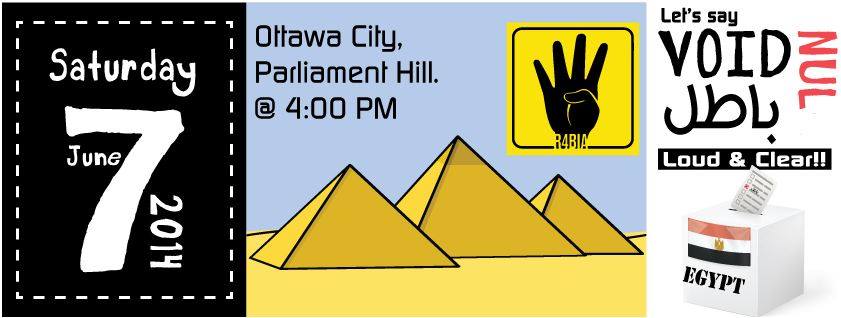 Saturday
7
June
2014
Ottawa City,
Parliament Hill.
@ 4:00 PM
R4BIA
Let's say
VOID
NUL
باطل
Loud & Clear!!
EGYPT